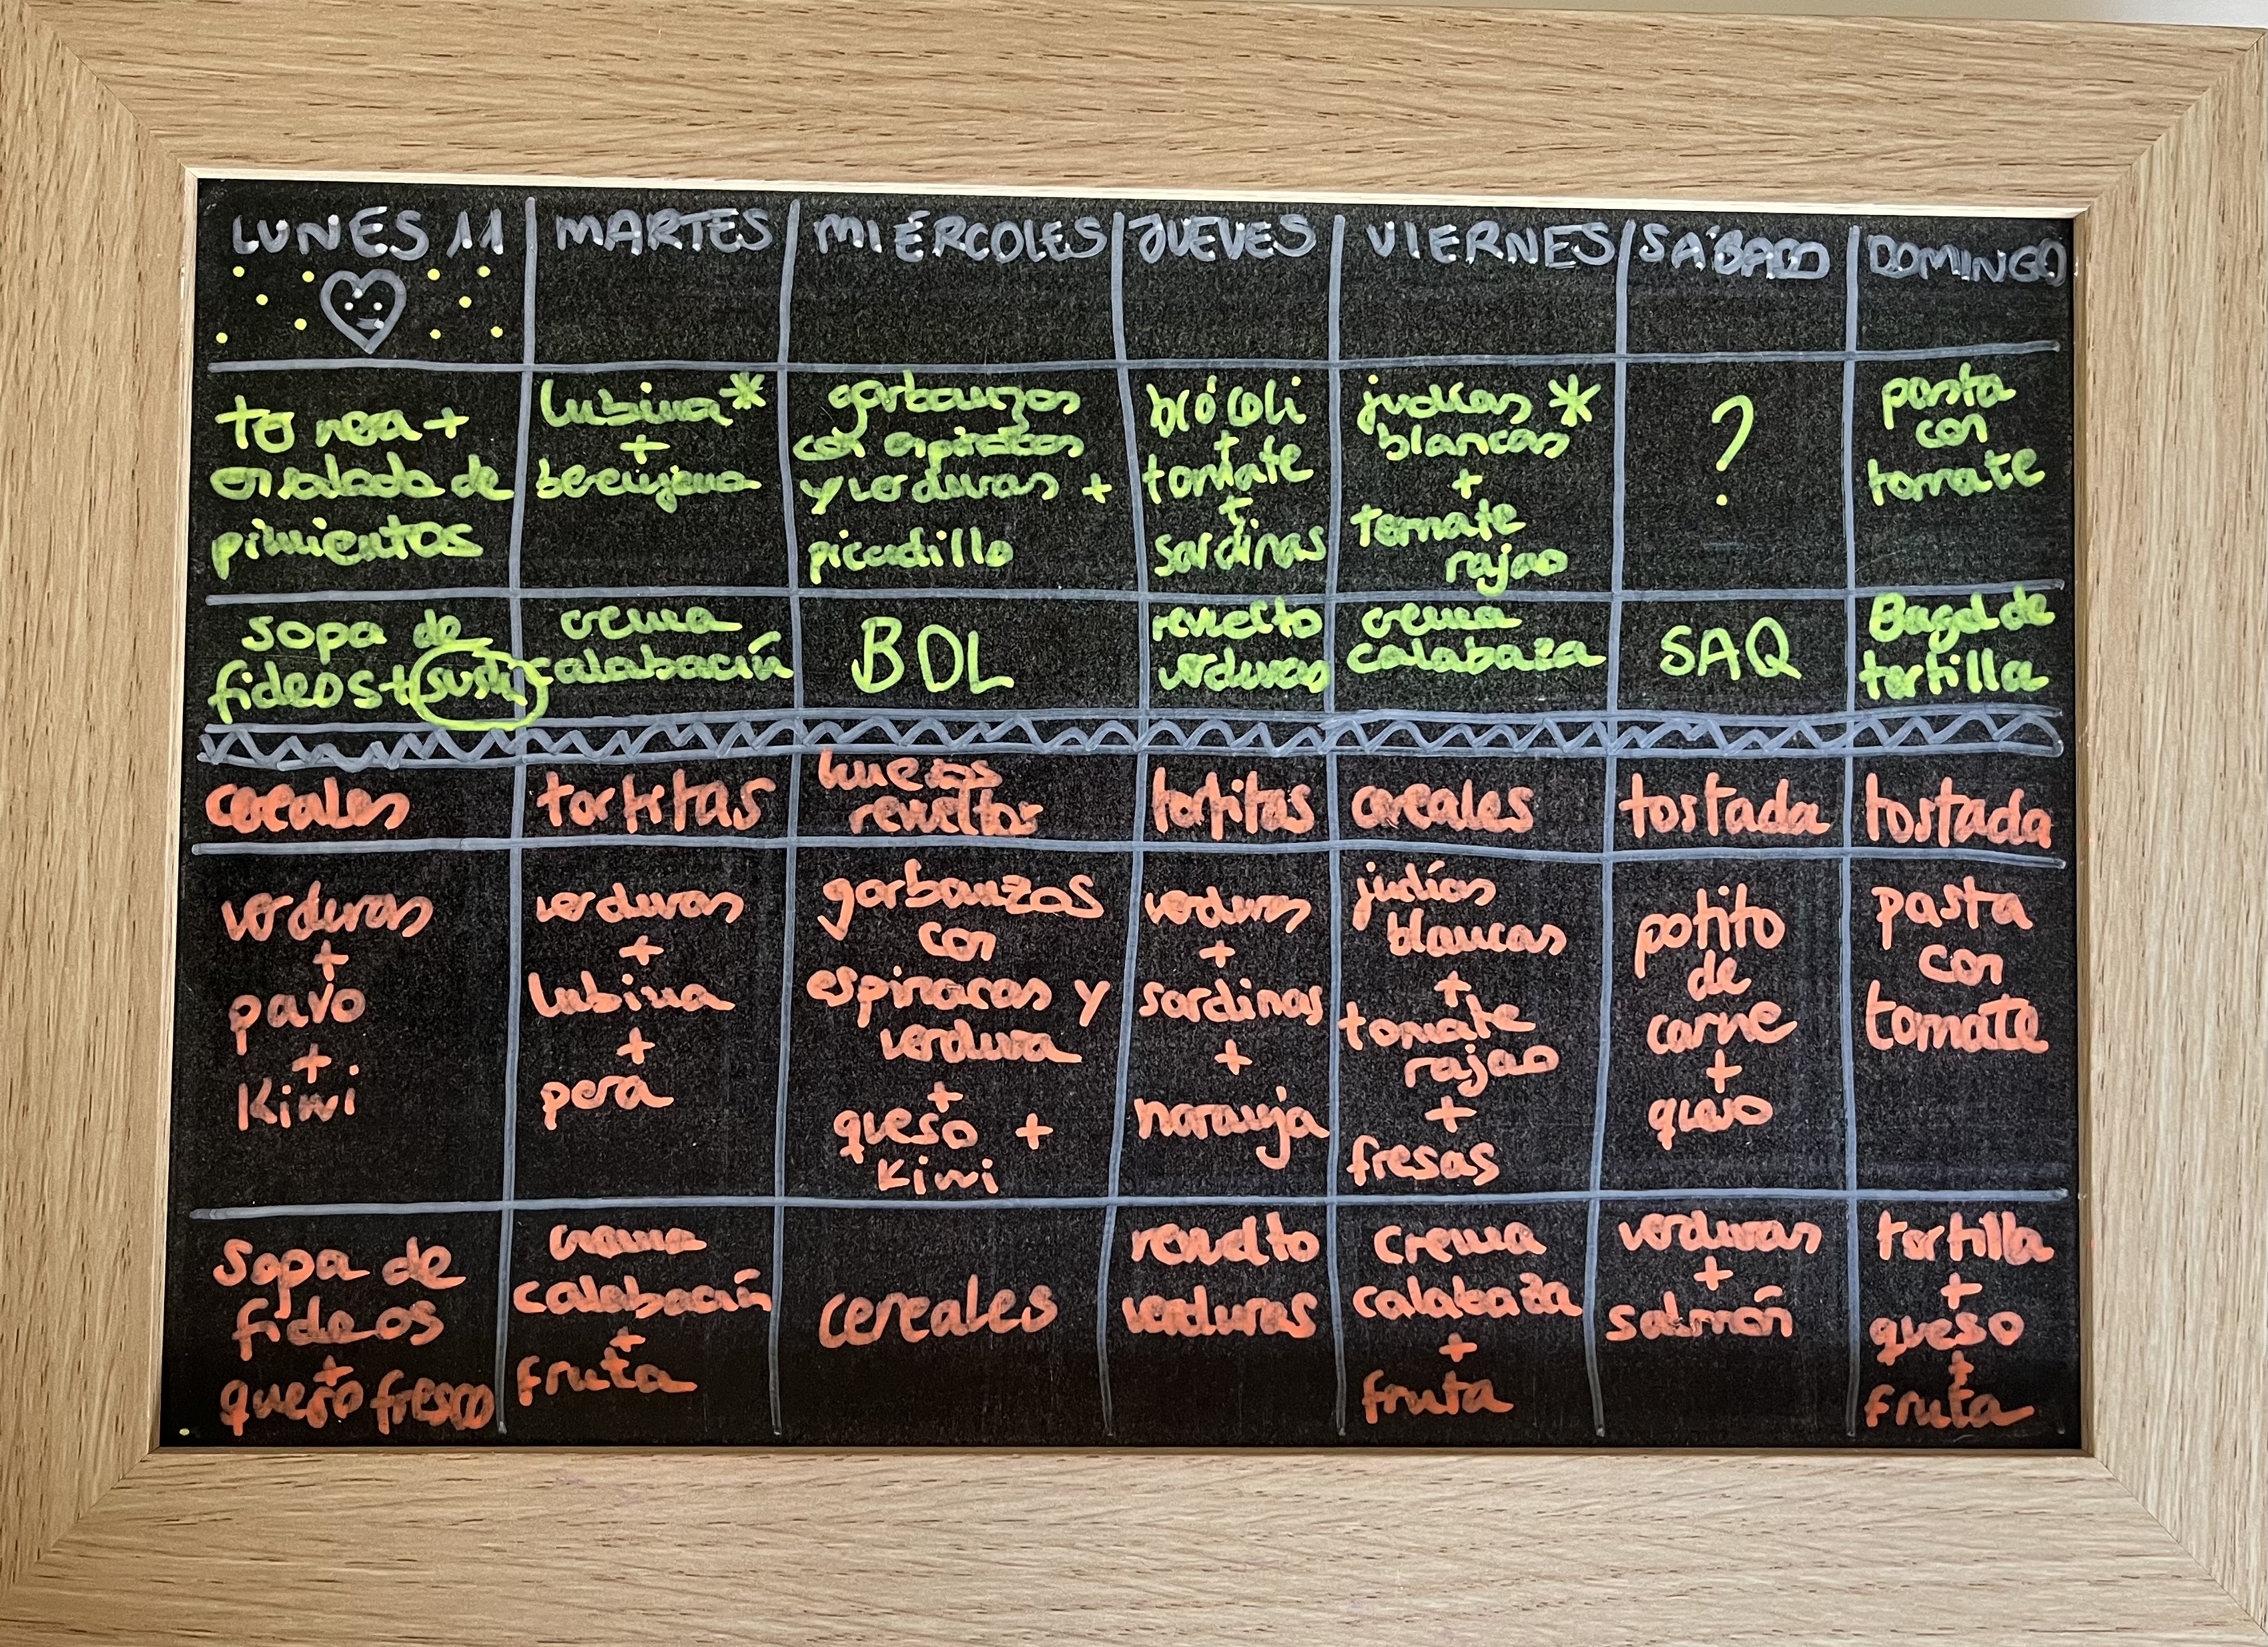 LUNES 11
MARTES
MIÉRCOLES
JUEVES
VIERNES
SÁBADO
DOMINGO
ternera +
ensalada de
pimientos
lubina*
+
berenjena
garbanzos
con espinacas
y verduras +
picadillo
brócoli
+
tomate
+
sardinas
judías *
blancas
+
tomate
rajao
?
pasta
con
tomate
sopa de
fideos +
crema
calabacín
BOL
revuelto
verduras
crema
calabaza
SAQ
Bagel de
tortilla
cereales
tortitas
huevos
revueltos
tortitas
cereales
tostada
tostada
verduras
+
pavo
+
Kiwi
verduras
+
lubina
+
pera
garbanzos
con
espinacas y
verdura
+
queso +
Kiwi
verduras
+
sardinas
+
naranja
judías
blancas
+
tomate
rajao
+
fresas
potito
de
carne
+
queso
pasta
con
tomate
sopa de
fideos
+
queso fresco
crema
calabacín
+
fruta
cereales
revuelto
verduras
crema
calabaza
+
fruta
verduras
+
salmón
tortilla
+
queso
+
fruta